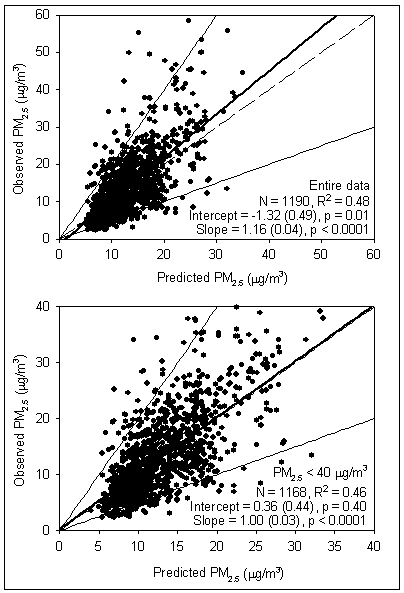 60
50
40
30
20
10
0
Observed PM2.5 (µg/m³)
Entire data
N = 1190, R² = 0.48
Intercept = -1.32 (0.49), p = 0.01
Slope = 1.16 (0.04), p < 0.0001
0 10 20 30 40 50 60
Predicted PM2.5 (µg/m³)
40
30
20
10
0
Observed PM2.5 (µg/m³)
PM2.5 < 40 µg/m³
N = 1168, R² = 0.46
Intercept = 0.36 (0.44), p = 0.40
Slope = 1.00 (0.03), p < 0.0001
0 5 10 15 20 25 30 35 40
Predicted PM2.5 (µg/m³)